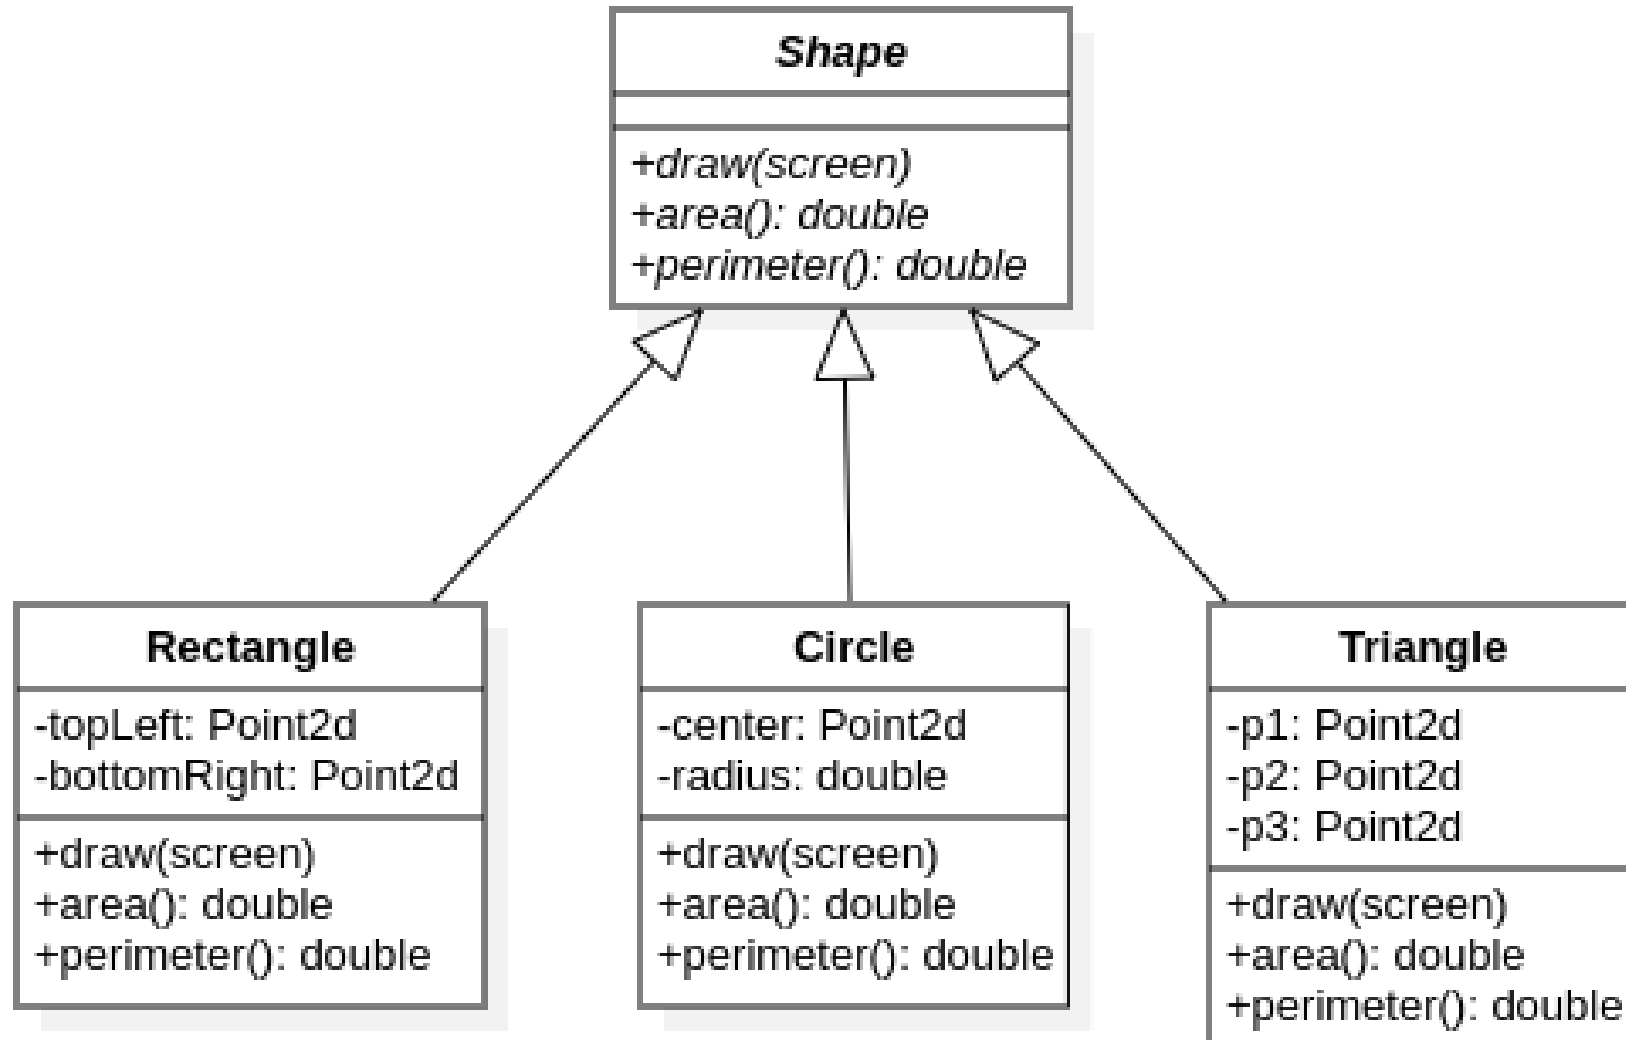 Shape
+draw(screen)
+area(): double
+perimeter(): double
Rectangle
-topLeft: Point2d
-bottomRight: Point2d
+draw(screen)
+area(): double
+perimeter(): double
Circle
-center: Point2d
-radius: double
+draw(screen)
+area(): double
+perimeter(): double
Triangle
-p1: Point2d
-p2: Point2d
-p3: Point2d
+draw(screen)
+area(): double
+perimeter(): double